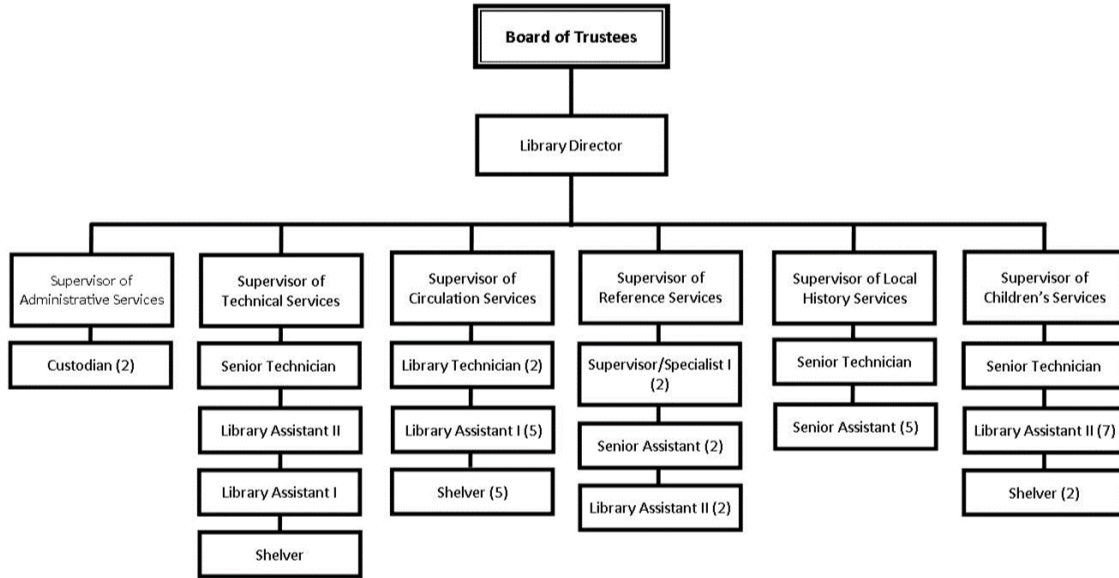 Board of Trustees
Library Director
Supervisor of
Administrative Services
Custodian (2)
Supervisor of
Technical Services
Senior Technician
Library Assistant II
Library Assistant I
Shelver
Supervisor of
Circulation Services
Library Technician (2)
Library Assistant I (5)
Shelver (5)
Supervisor of
Reference Services
Supervisor/Specialist I
(2)
Senior Assistant (2)
Library Assistant II (2)
Supervisor of Local
History Services
Senior Technician
Senior Assistant (5)
Supervisor of
Children’s Services
Senior Technician
Library Assistant II (7)
Shelver (2)